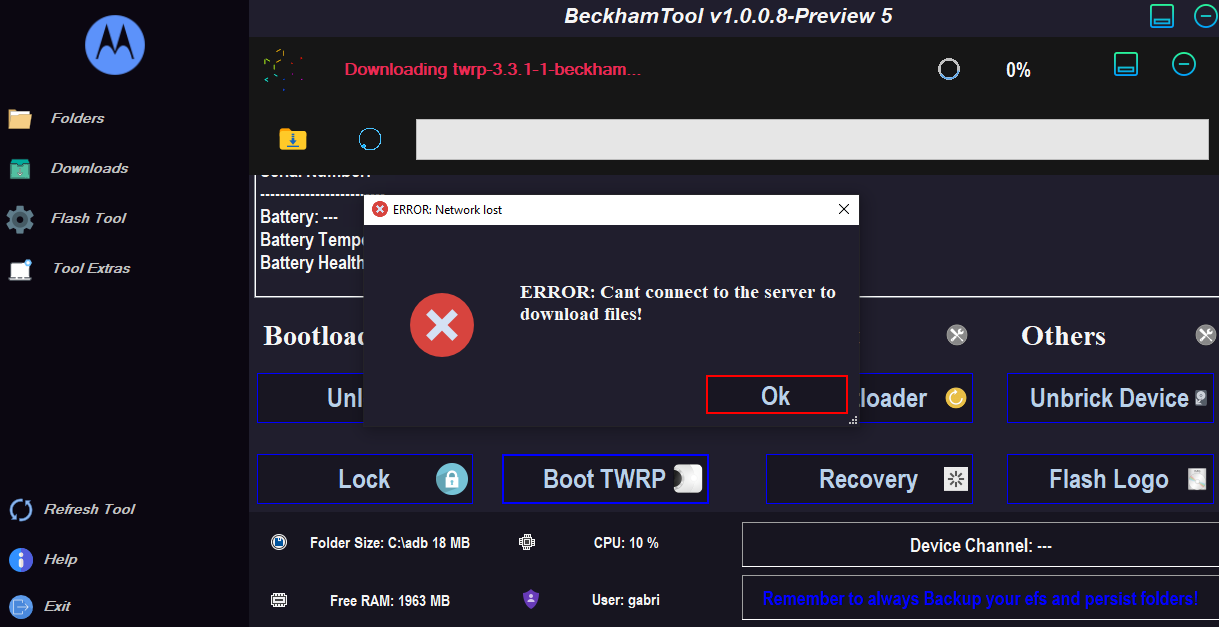 BeckhamTool v1.0.0.8-Preview 5
Downloading twrp-3.3.1-1-beckham...
0%
Folders
Downloads
Flash Tool
Tool Extras
Serial Number:
---------------------------
Battery: ---
Battery Tempe
Battery Health
ERROR: Network lost
ERROR: Cant connect to the server to
download files!
Ok
Bootload
Others
Unl
loader
Unbrick Device
Lock
Boot TWRP
Recovery
Flash Logo
Refresh Tool
Help
Exit
Folder Size: C:\adb 18 MB
CPU: 10 %
Device Channel: ---
Free RAM: 1963 MB
User: gabri
Remember to always Backup your efs and persist folders!